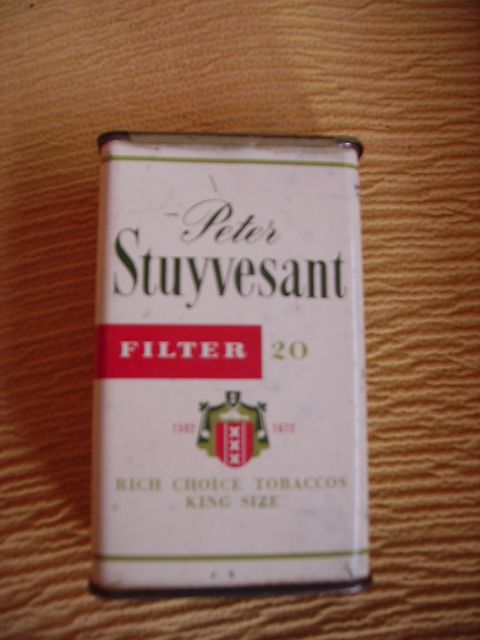 Peter
Stuyvesant
FILTER 20
1592 1672
RICH CHOICE TOBACCOS
KING SIZE